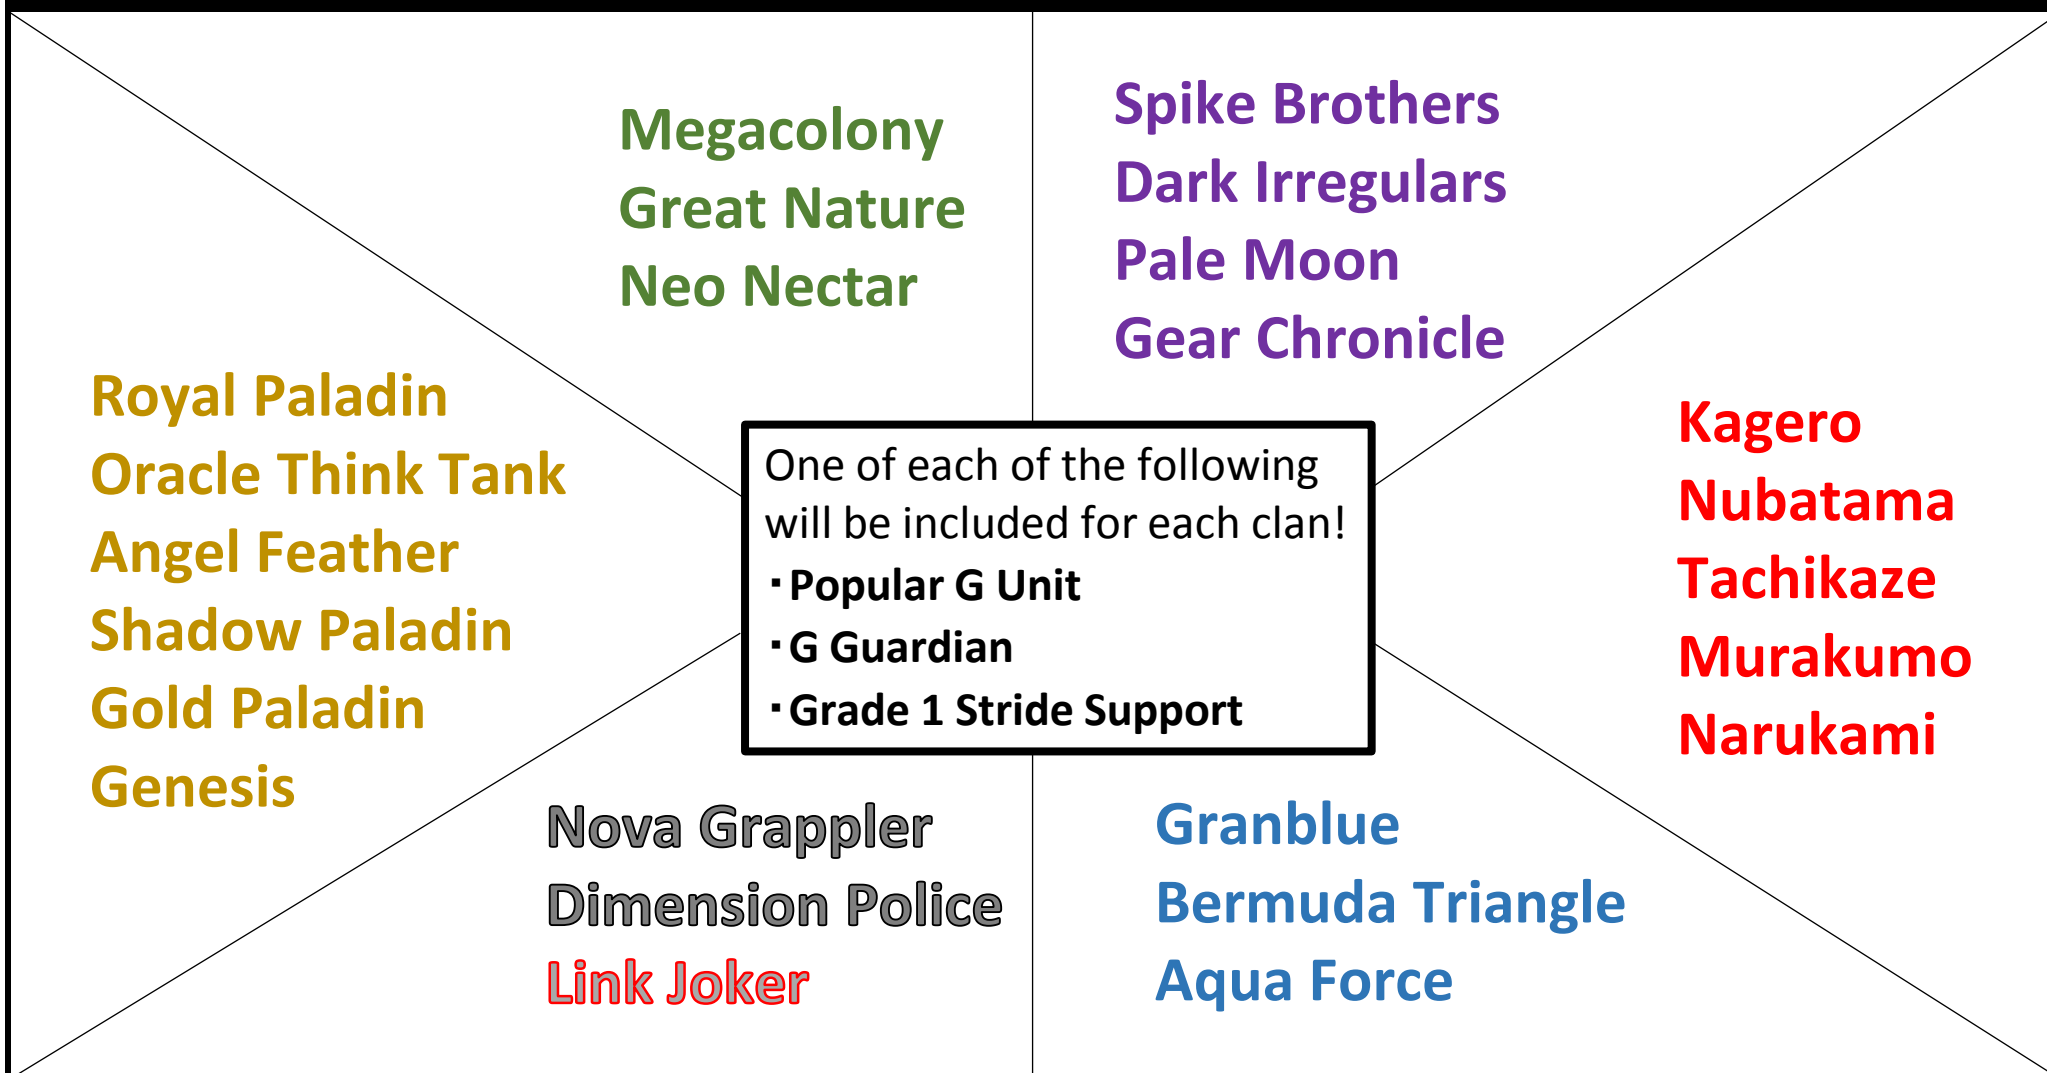 Megacolony
Great Nature
Neo Nectar
Spike Brothers
Dark Irregulars
Pale Moon
Gear Chronicle
Royal Paladin
Oracle Think Tank
Angel Feather
Shadow Paladin
Gold Paladin
Genesis
One of each of the following
will be included for each clan!
・Popular G Unit
・G Guardian
・Grade 1 Stride Support
Kagero
Nubatama
Tachikaze
Murakumo
Narukami
Nova Grappler
Dimension Police
Link Joker
Granblue
Bermuda Triangle
Aqua Force